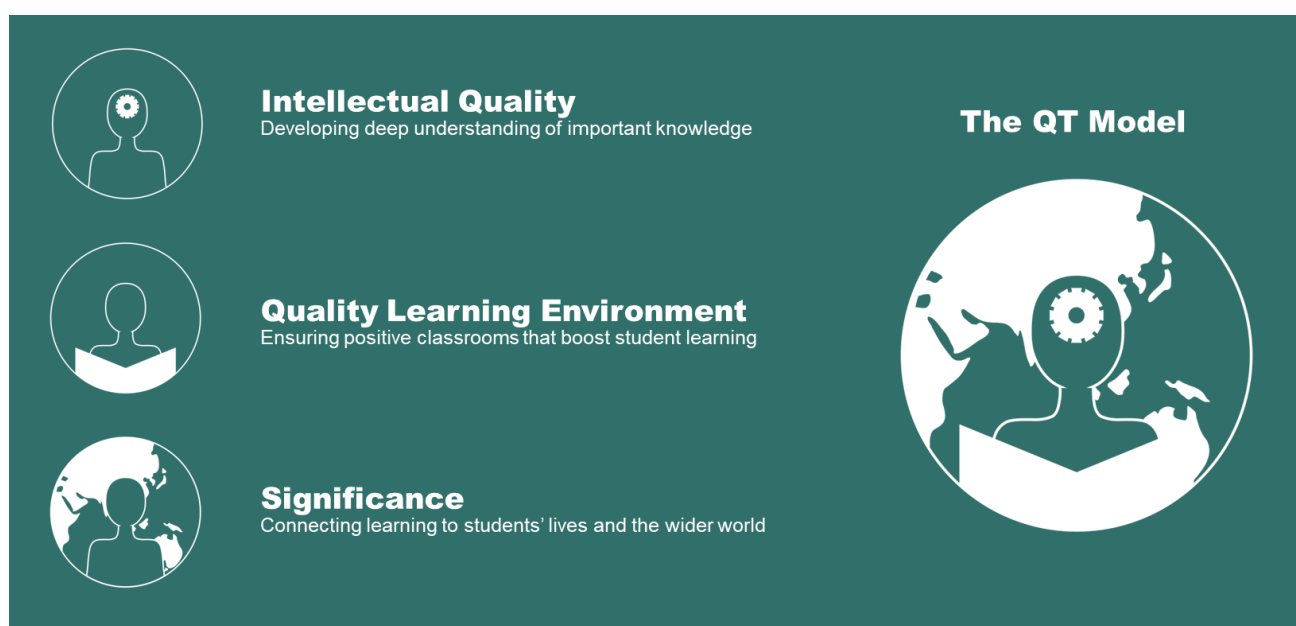 Intellectual Quality
Developing deep understanding of important knowledge
The QT Model
Quality Learning Environment
Ensuring positive classrooms that boost student learning
Significance
Connecting learning to students’ lives and the wider world